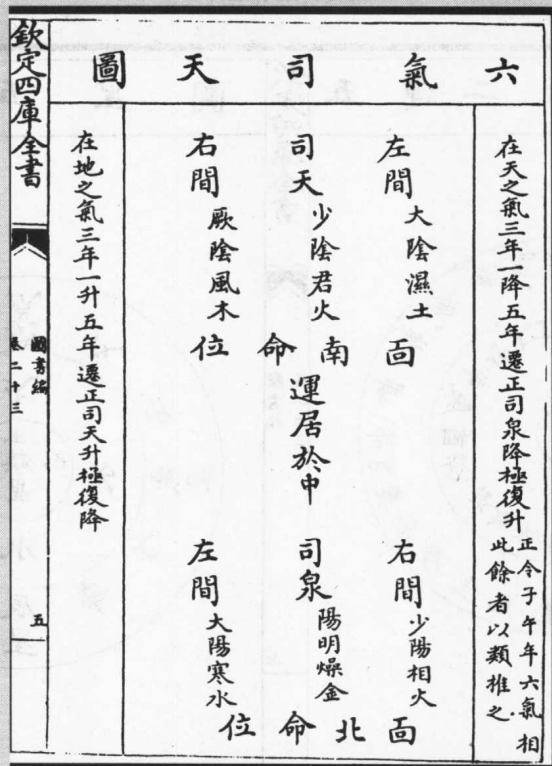 六氣司天圖
在天之氣三年一降五年遷正司泉降極復升
正令子午年六氣相
此餘者以類推之
左間 大陰濕土
司天 少陰君火
右間 厥陰風木
面南命位
運居於中
右間 少陽相火
司泉 陽明燥金
左間 大陽寒水
面北命位
在地之氣三年一升五年遷正司天升極復降
欽定四庫全書
圖書編
卷二十三
五